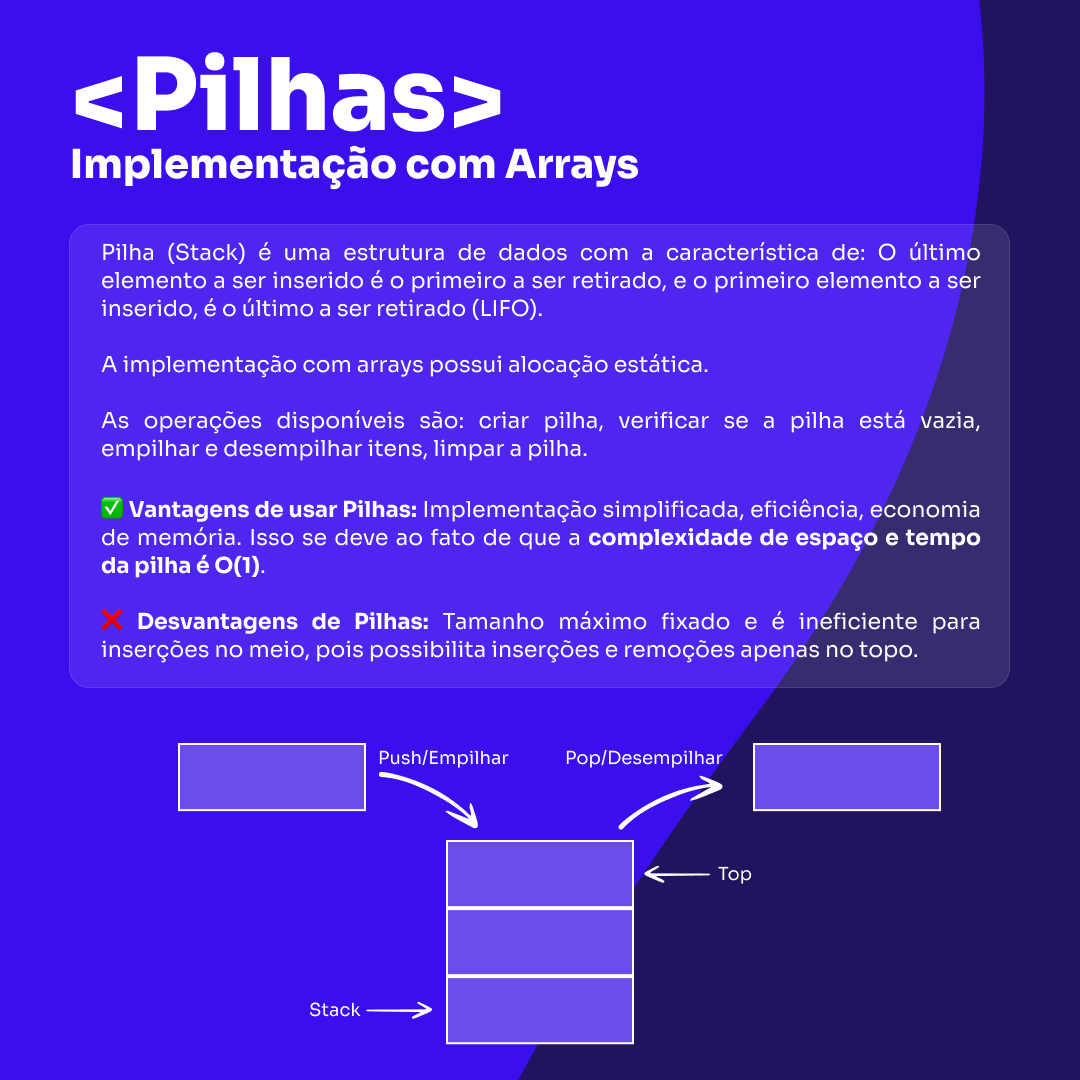 <Pilhas>
Implementação com Arrays
Pilha (Stack) é uma estrutura de dados com a característica de: O último
elemento a ser inserido é o primeiro a ser retirado, e o primeiro elemento a ser
inserido, é o último a ser retirado (LIFO).
A implementação com arrays possui alocação estática.
As operações disponíveis são: criar pilha, verificar se a pilha está vazia,
empilhar e desempilhar itens, limpar a pilha.
✅ Vantagens de usar Pilhas: Implementação simplificada, eficiência, economia
de memória. Isso se deve ao fato de que a complexidade de espaço e tempo
da pilha é O(1).
❌ Desvantagens de Pilhas: Tamanho máximo fixado e é ineficiente para
inserções no meio, pois possibilita inserções e remoções apenas no topo.
Push/Empilhar
Pop/Desempilhar
Top
Stack